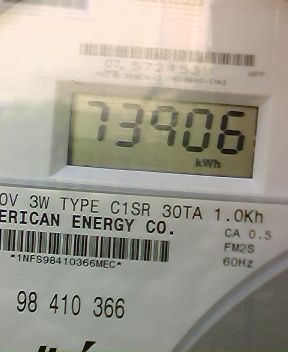 73906
kWh
0V 3W TYPE C1SR 30TA 1.0Kh
ERICAN ENERGY CO.
CA 0.5
FM2S
*1NFS98410366MEC*
60Hz
98 410 366